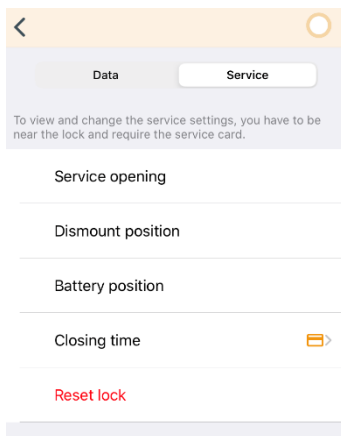 Data
Service
To view and change the service settings, you have to be
near the lock and require the service card.
Service opening
Dismount position
Battery position
Closing time
Reset lock